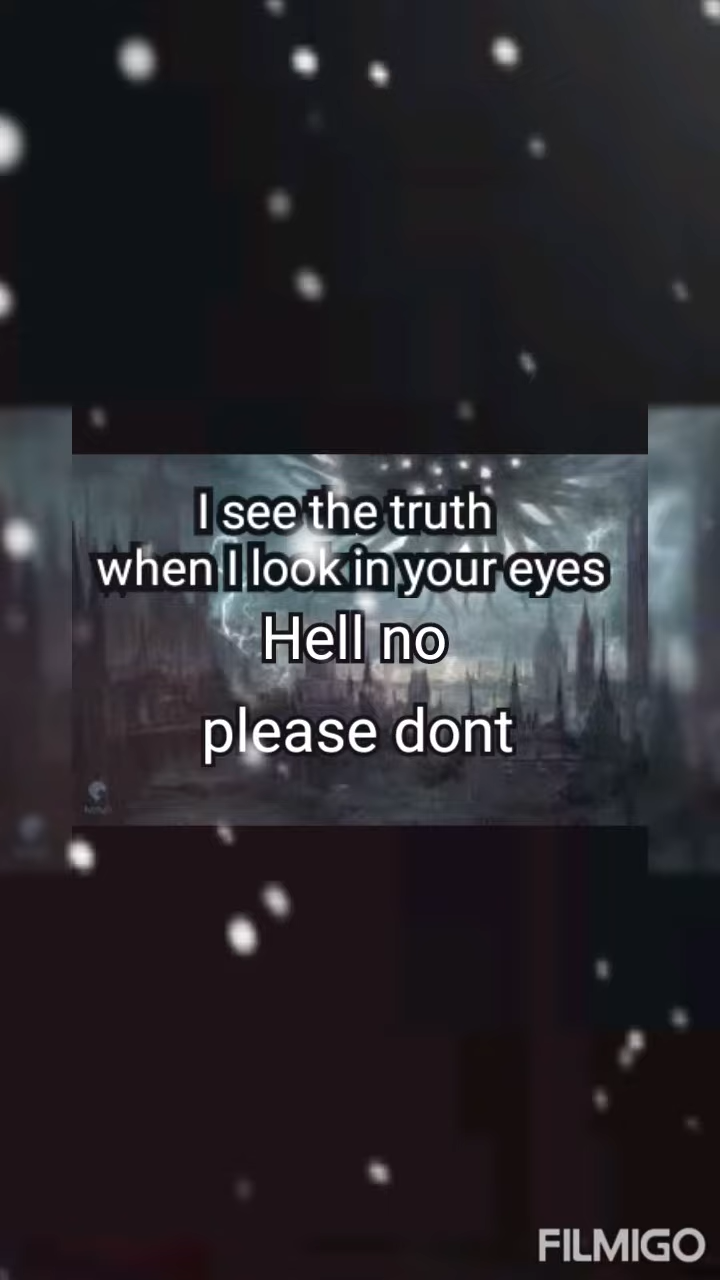 I see the truth
when I look in your eyes
Hell no
please dont
FILMIGO